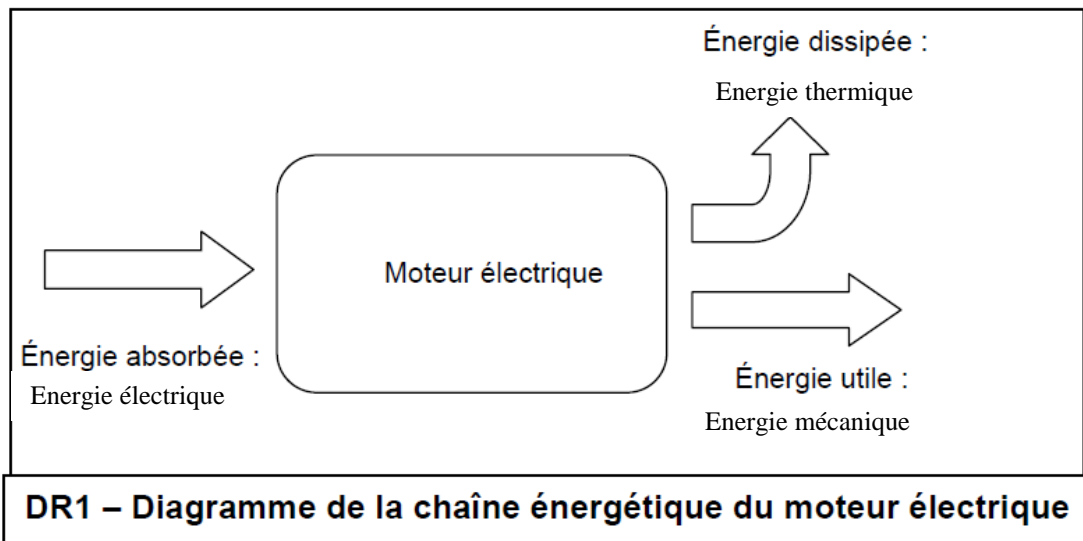 Énergie dissipée :
Energie thermique
Moteur électrique
Énergie absorbée :
Energie électrique
Énergie utile :
Energie mécanique
DR1 – Diagramme de la chaîne énergétique du moteur électrique